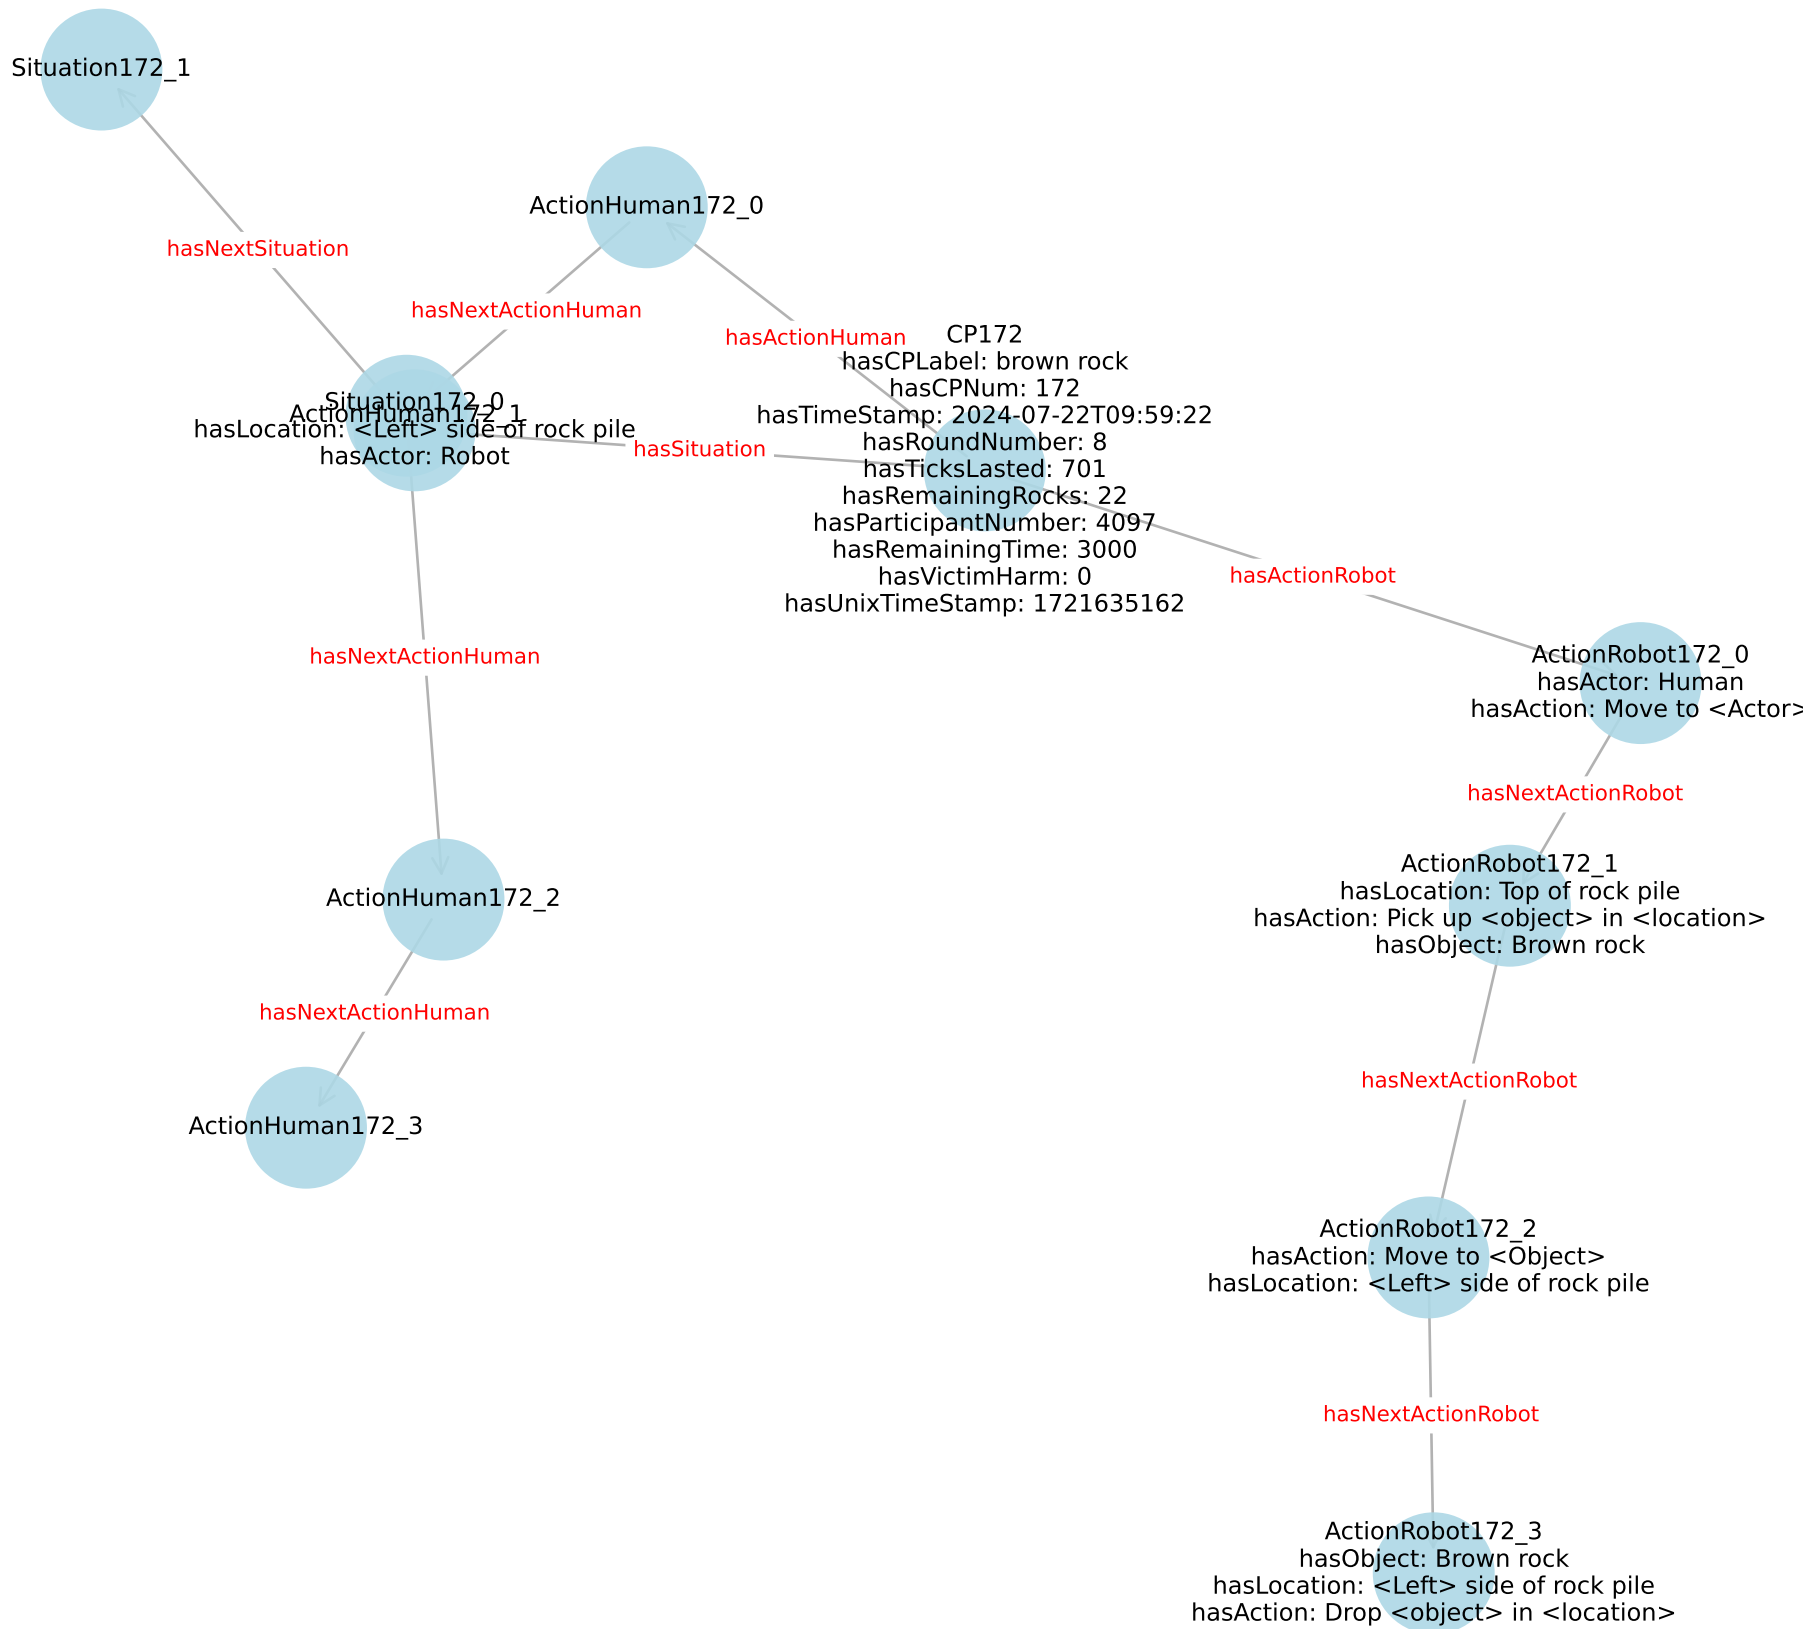 Situation172_1
ActionHuman172_0
hasNextSituation
hasNextActionHuman
hasActionHuman
CP172
hasCPLabel: brown rock
hasCPNum: 172
hasTimeStamp: 2024-07-22T09:59:22
hasRoundNumber: 8
hasTicksLasted: 701
hasRemainingRocks: 22
hasParticipantNumber: 4097
hasRemainingTime: 3000
hasVictimHarm: 0
hasUnixTimeStamp: 1721635162
Situation172_0
ActionHuman172_1
hasLocation: <Left> side of rock pile
hasActor: Robot
hasSituation
hasActionRobot
hasNextActionHuman
ActionRobot172_0
hasActor: Human
hasAction: Move to <Actor>
hasNextActionRobot
ActionRobot172_1
hasLocation: Top of rock pile
hasAction: Pick up <object> in <location>
hasObject: Brown rock
ActionHuman172_2
hasNextActionHuman
hasNextActionRobot
ActionHuman172_3
ActionRobot172_2
hasAction: Move to <Object>
hasLocation: <Left> side of rock pile
hasNextActionRobot
ActionRobot172_3
hasObject: Brown rock
hasLocation: <Left> side of rock pile
hasAction: Drop <object> in <location>